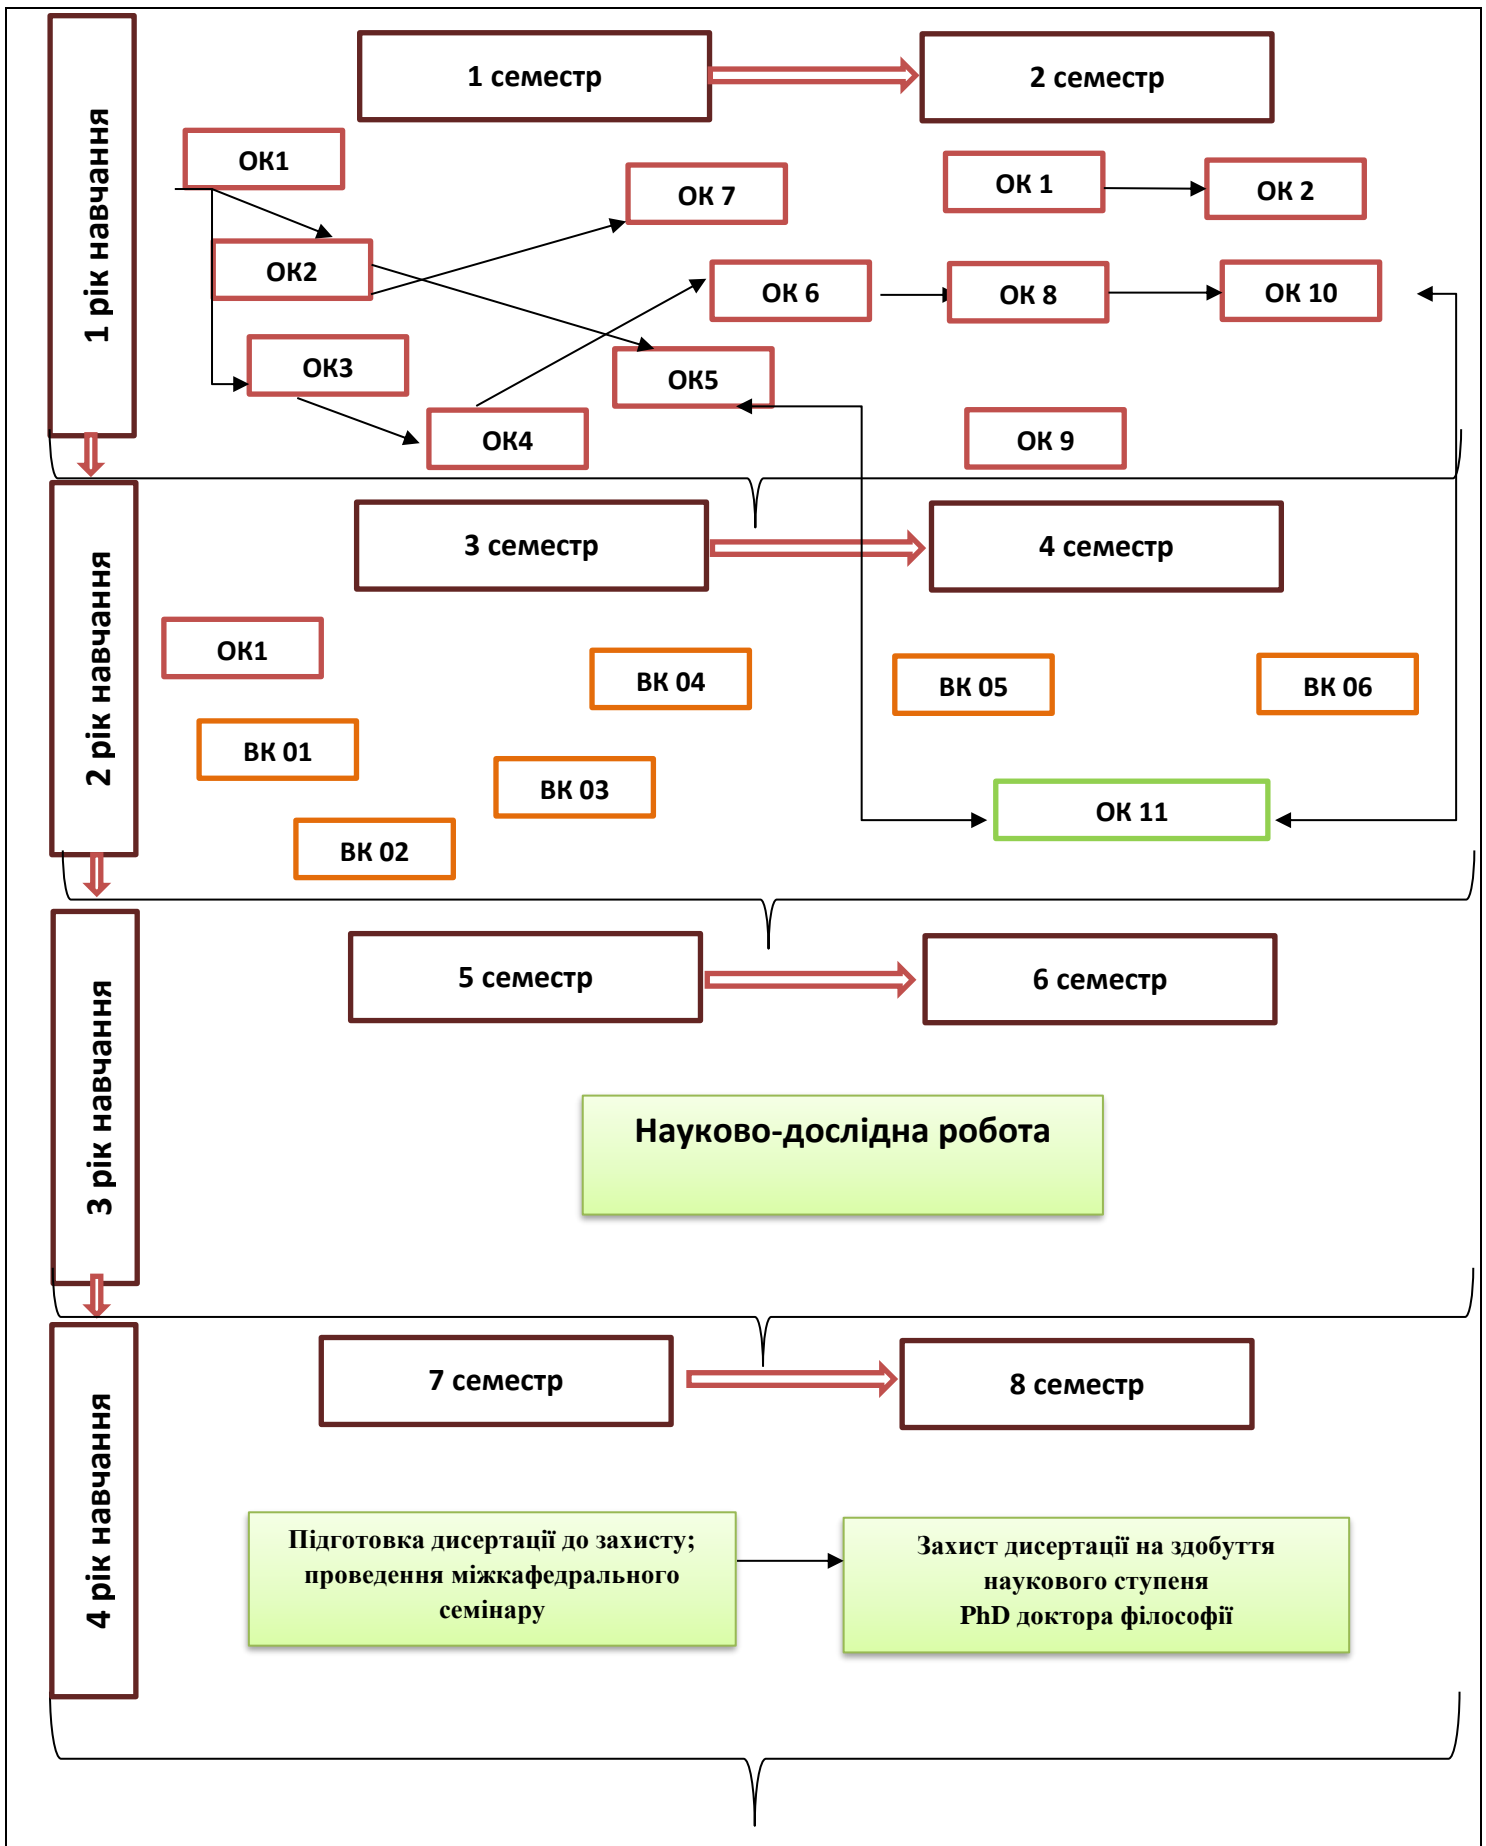 1 рік навчання
1 семестр
2 семестр
ОК1
ОК 7
ОК 1
ОК 2
ОК2
ОК 6
ОК 8
ОК 10
ОК3
ОК5
ОК4
ОК 9
2 рік навчання
3 семестр
4 семестр
ОК1
ВК 04
ВК 05
ВК 06
ВК 01
ВК 03
ОК 11
ВК 02
3 рік навчання
5 семестр
6 семестр
Науково-дослідна робота
4 рік навчання
7 семестр
8 семестр
Підготовка дисертації до захисту;
проведення міжкафедрального
семінару
Захист дисертації на здобуття
наукового ступеня
PhD доктора філософії